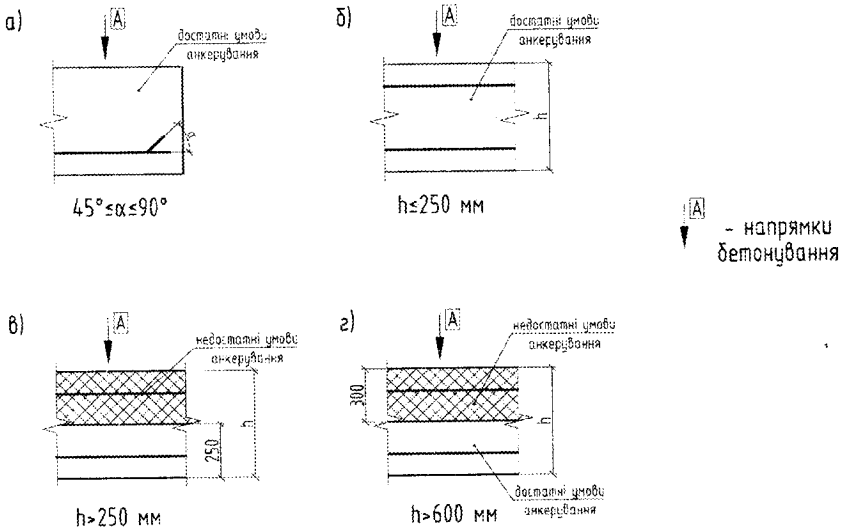 а)
A
достатні умови
анкерування
α
45°≤α≤90°
б)
A
достатні умови
анкерування
h
h≤250 мм
A
- напрямки
бетонування
в)
A
недостатні умови
анкерування
h
250
h>250 мм
г)
A
недостатні умови
анкерування
300
h
достатні умови
анкерування
h>600 мм